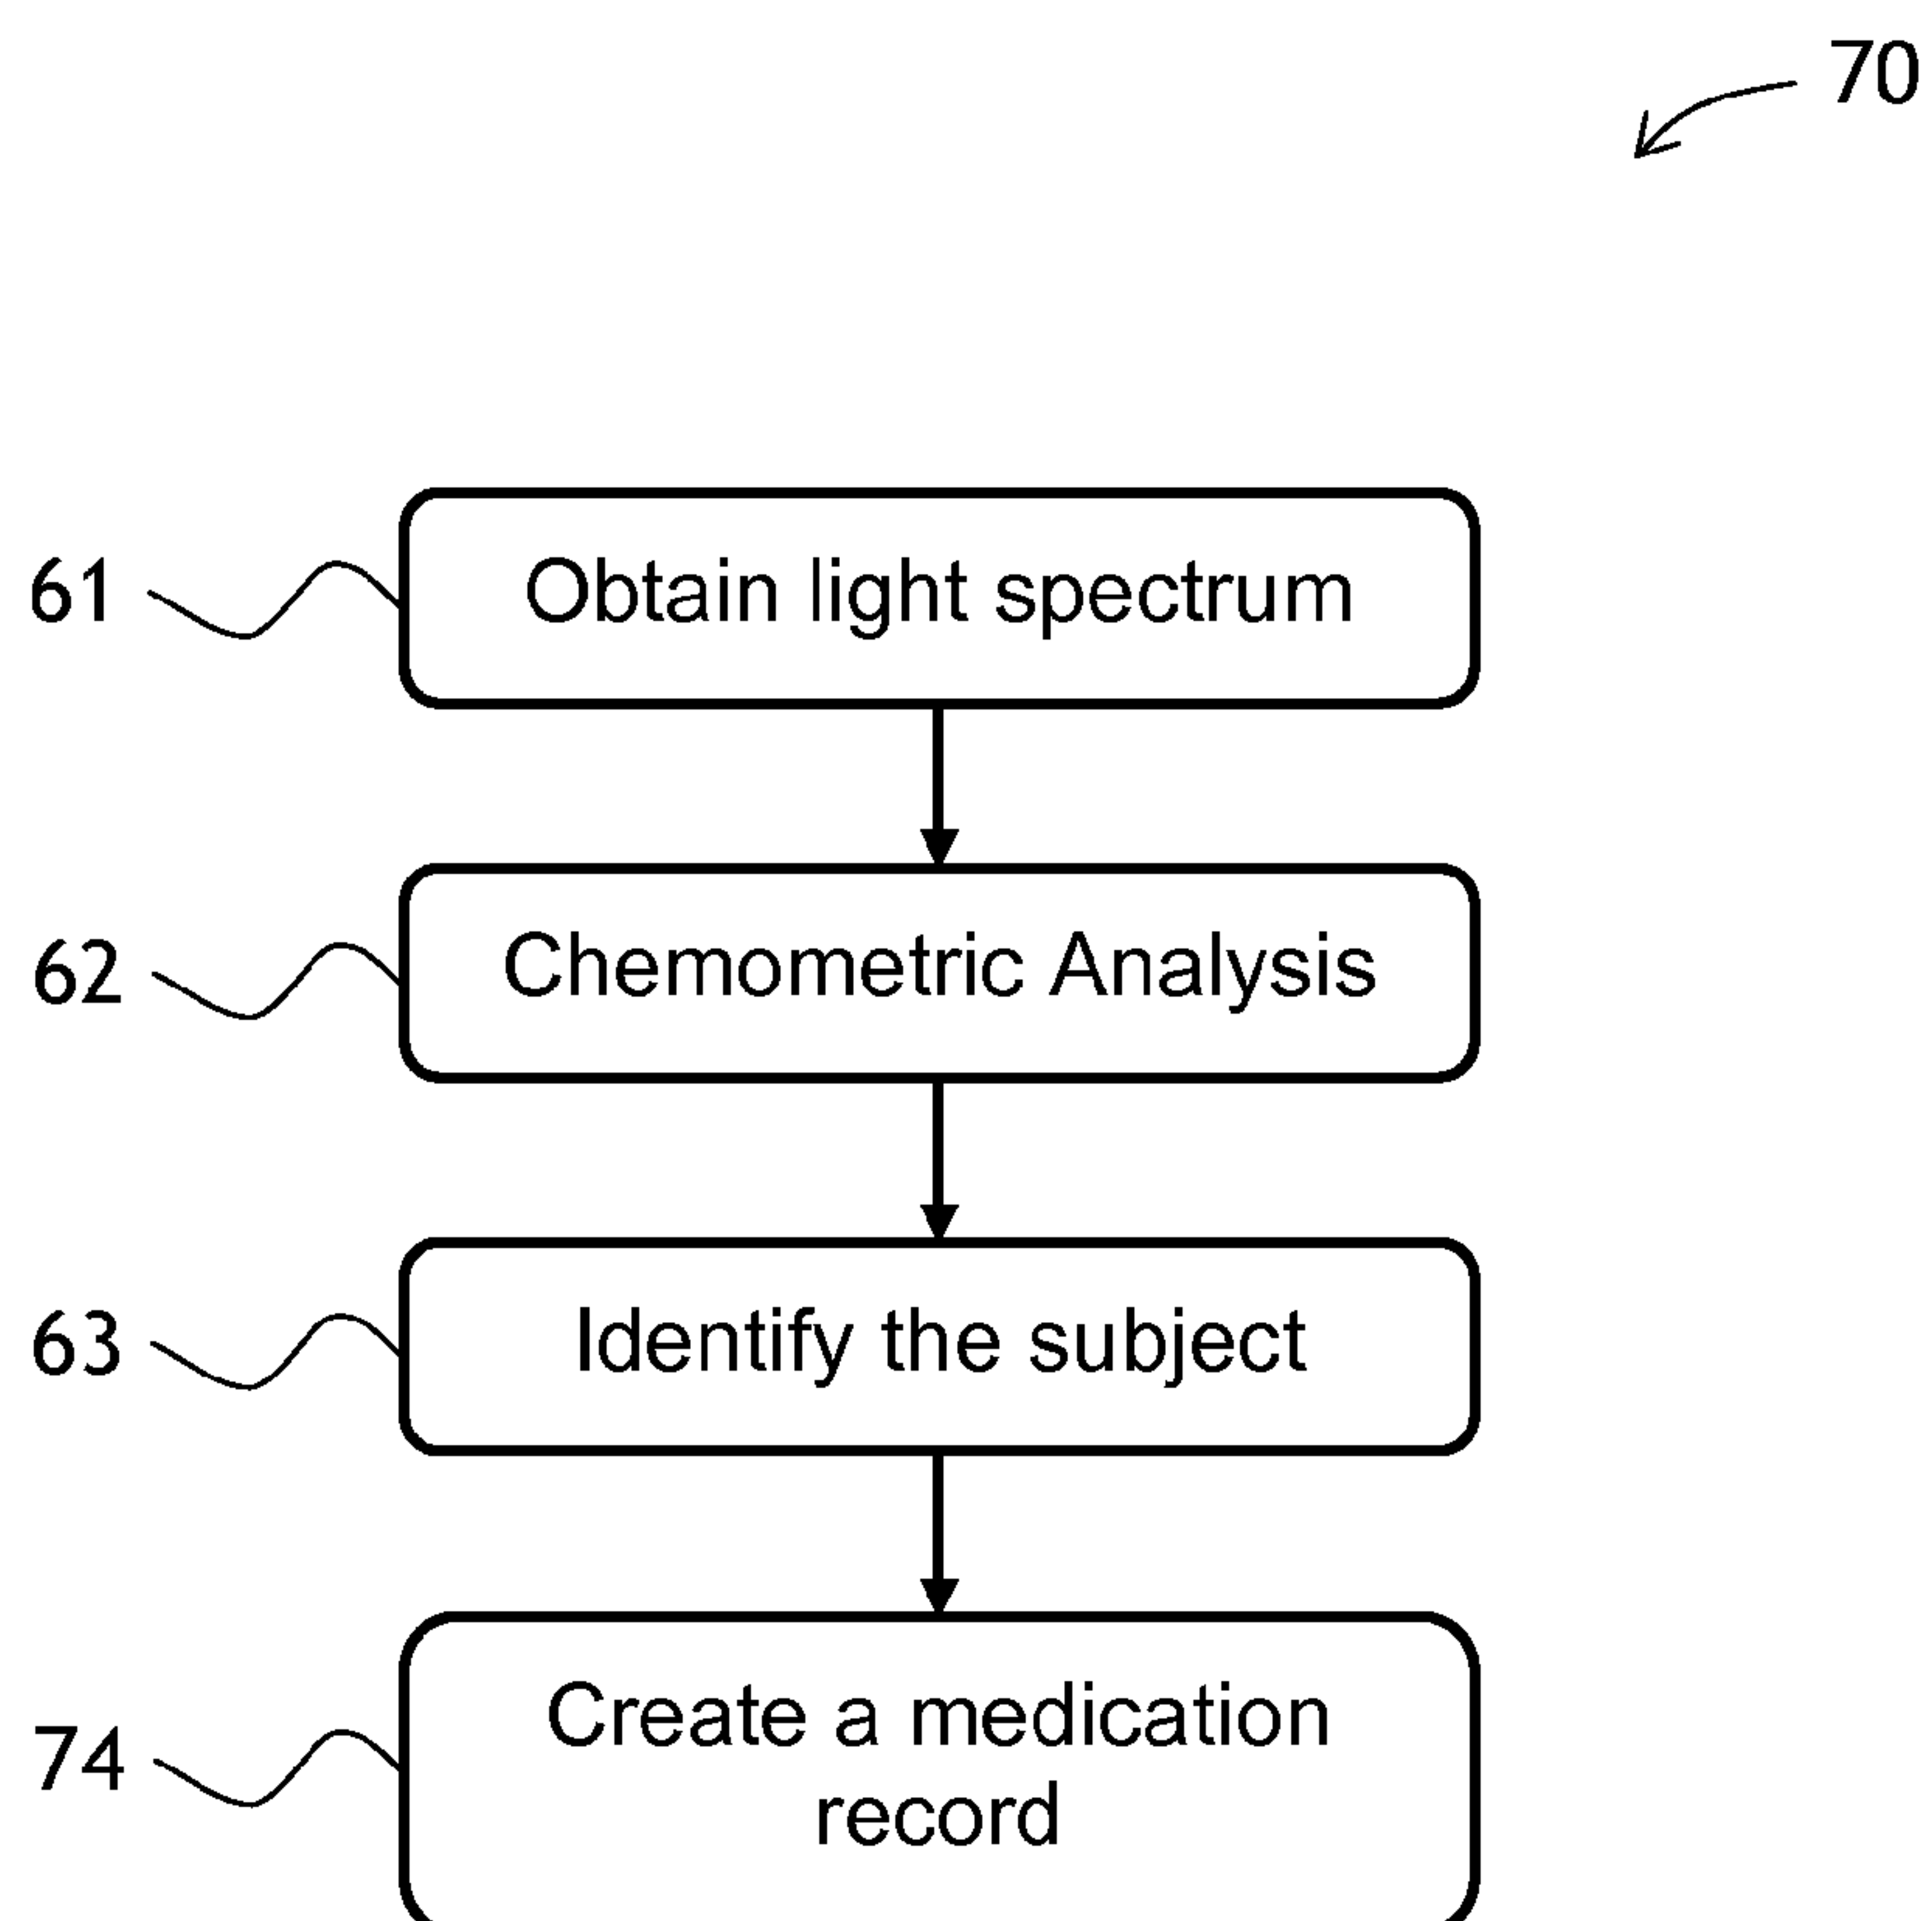 70
61
Obtain light spectrum
62
Chemometric Analysis
63
Identify the subject
74
Create a medication
record